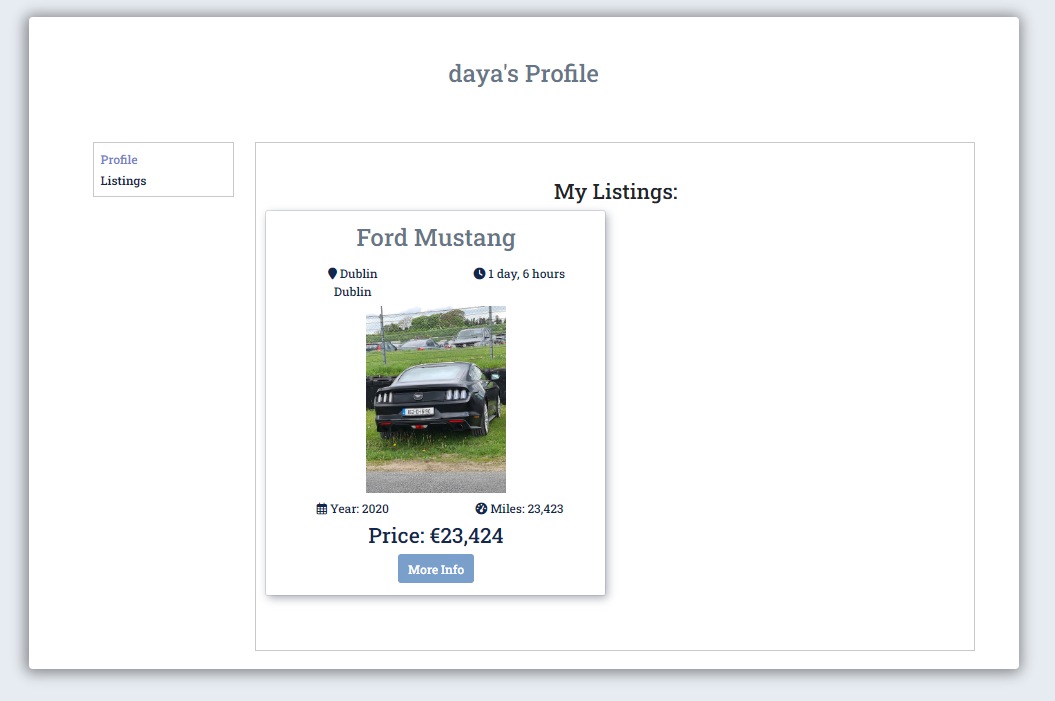 daya's Profile
Profile
Listings
My Listings:
Ford Mustang
Dublin
1 day, 6 hours
Dublin
Year: 2020
Miles: 23,423
Price: €23,424
More Info